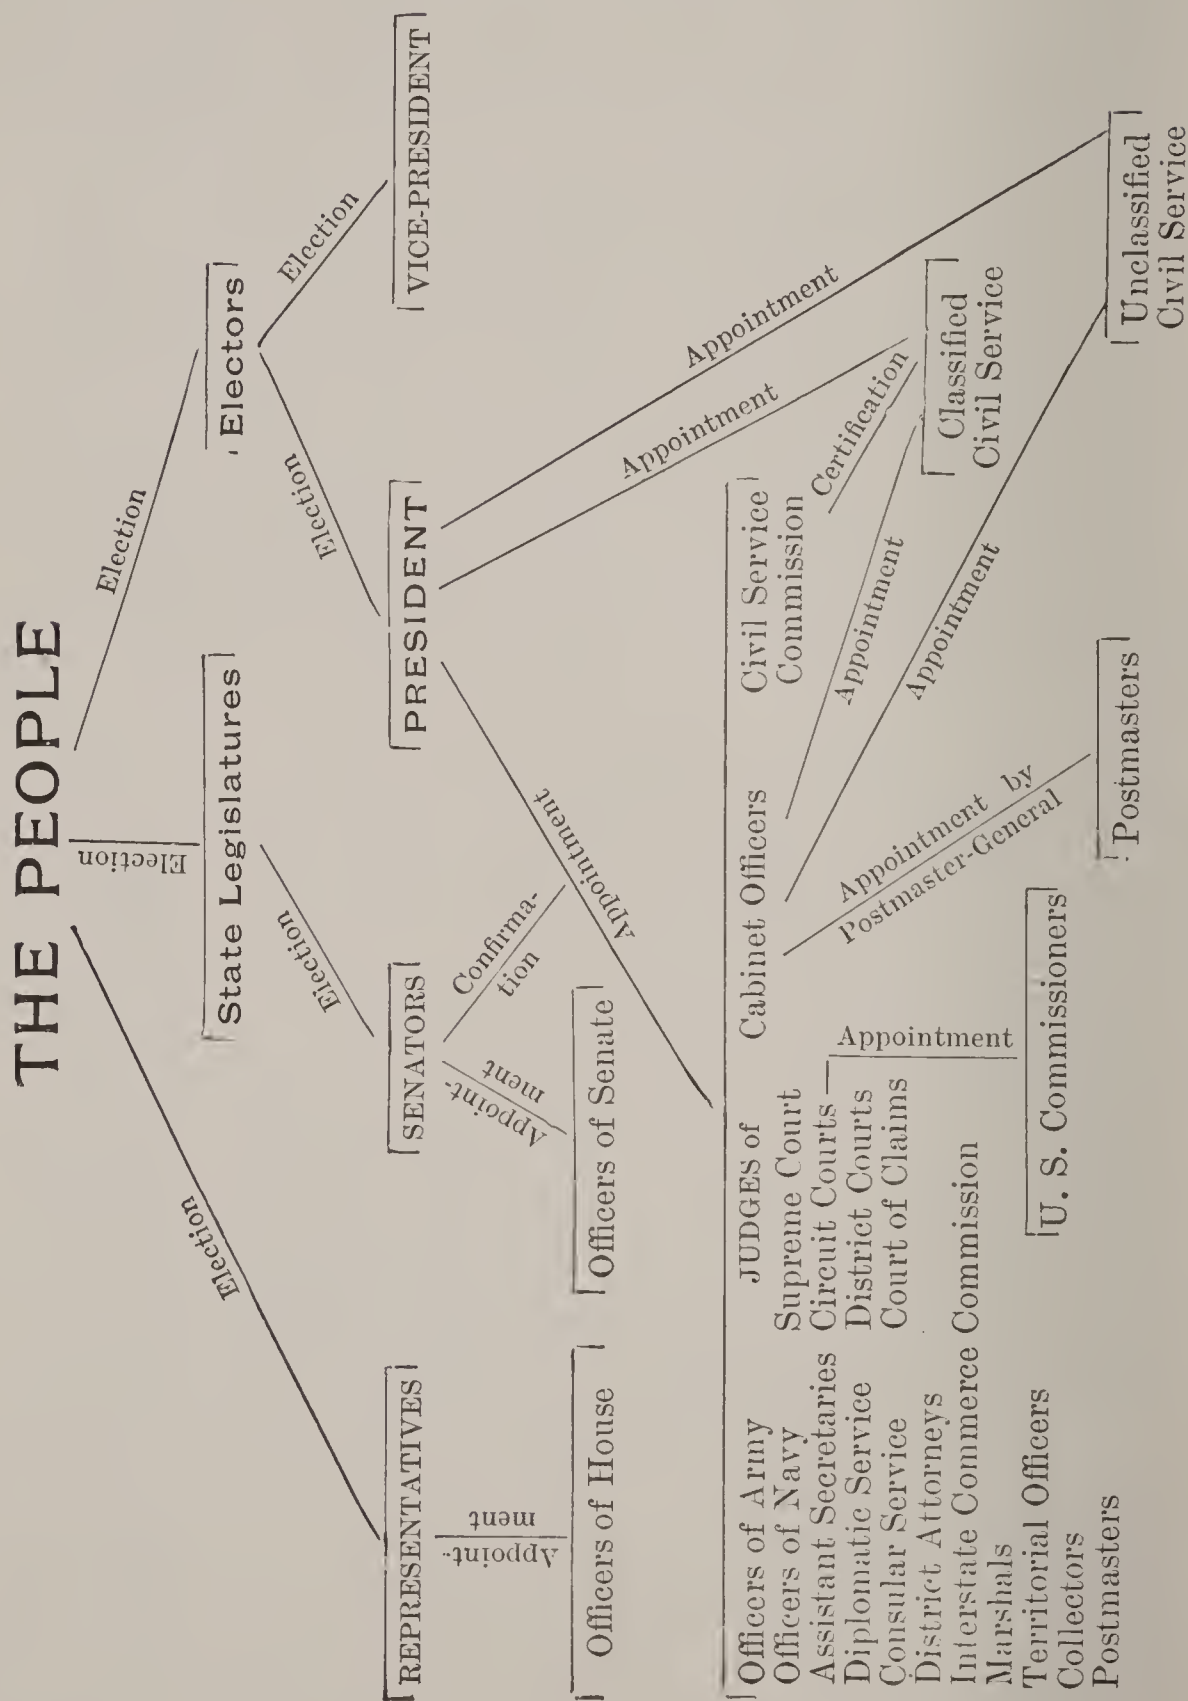 THE PEOPLE
Election
Election
Election
State Legislatures
Electors
Election
Election
Election
REPRESENTATIVES
SENATORS
PRESIDENT
VICE-PRESIDENT
Appoint-
ment
Appoint-
ment
Confirma-
tion
Appointment
Appointment
Appointment
Officers of House
Officers of Senate
Officers of Army
Officers of Navy
Assistant Secretaries
Diplomatic Service
Consular Service
District Attorneys
Interstate Commerce Commission
Marshals
Territorial Officers
Collectors
Postmasters
JUDGES of
Supreme Court
Circuit Courts
District Courts
Court of Claims
Cabinet Officers
Civil Service
Commission
Appointment
Appointment by
Postmaster-General
Appointment
Appointment
Certification
U. S. Commissioners
Postmasters
Classified
Civil Service
Unclassified
Civil Service